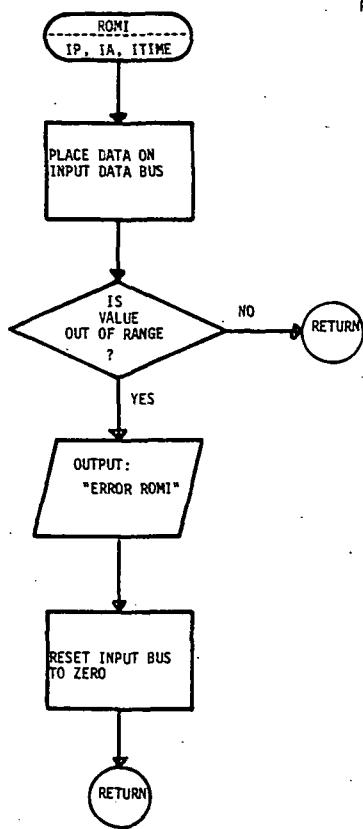 ROMI
IP, IA, ITIME
PLACE DATA ON
INPUT DATA BUS
IS
VALUE
OUT OF RANGE
?
NO
RETURN
YES
OUTPUT:
"ERROR ROMI"
RESET INPUT BUS
TO ZERO
RETURN